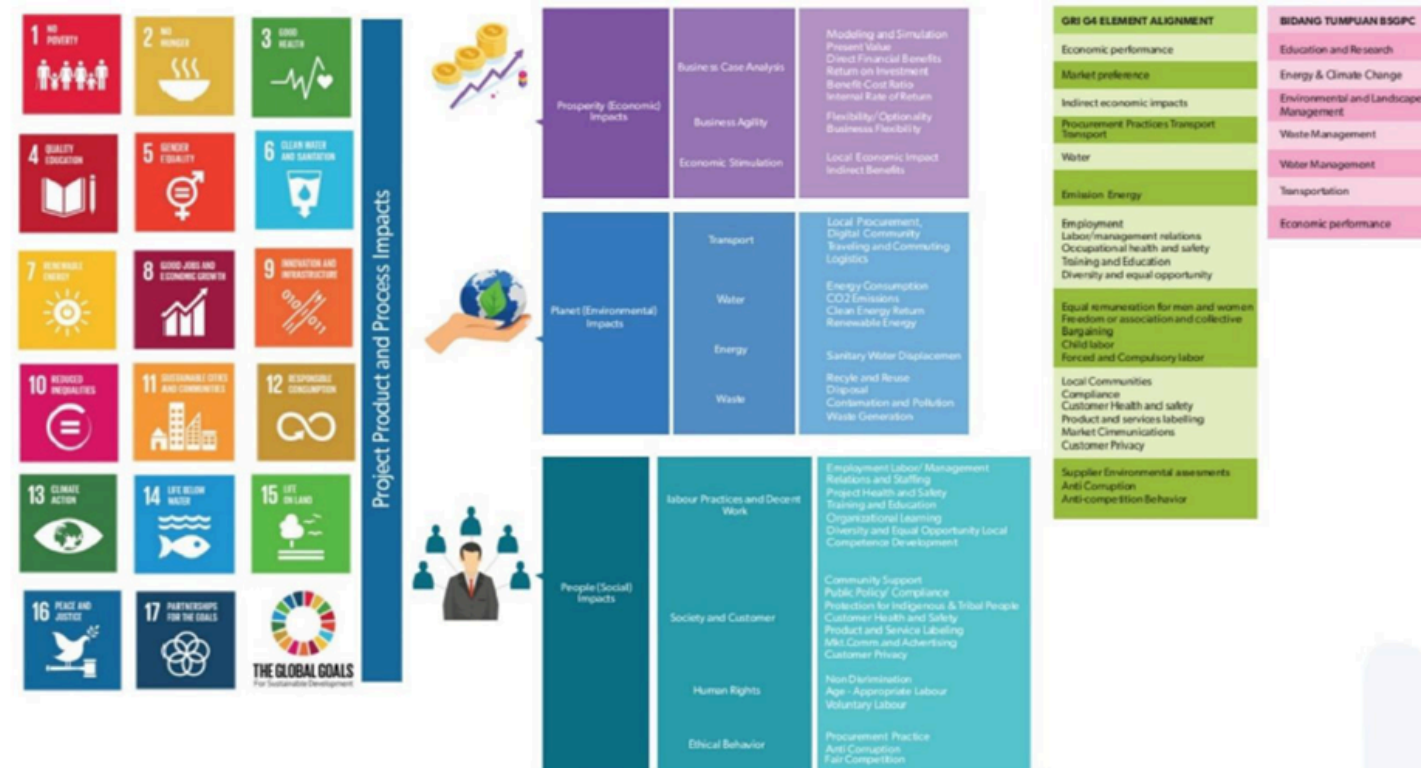 1 NO POVERTY
2 NO HUNGER
3 GOOD HEALTH
4 QUALITY EDUCATION
5 GENDER EQUALITY
6 CLEAN WATER AND SANITATION
7 RENEWABLE ENERGY
8 GOOD JOBS AND ECONOMIC GROWTH
9 INNOVATION AND INFRASTRUCTURE
10 REDUCED INEQUALITIES
11 SUSTAINABLE CITIES AND COMMUNITIES
12 RESPONSIBLE CONSUMPTION
13 CLIMATE ACTION
14 LIFE BELOW WATER
15 LIFE ON LAND
16 PEACE AND JUSTICE
17 PARTNERSHIPS FOR THE GOALS
THE GLOBAL GOALS
For Sustainable Development
Project Product and Process Impacts
Prosperity (Economic)
Impacts
Business Case Analysis
Modeling and Simulation
Present Value
Direct Financial Benefits
Return on Investment
Benefit-Cost Ratio
Internal Rate of Return
Business Agility
Flexibility/Optionality
Businesss Flexibility
Economic Stimulation
Local Economic Impact
Indirect Benefits
Planet (Environmental)
Impacts
Transport
Local Procurement,
Digital Community
Traveling and Commuting
Logistics
Water
Energy Consumption
CO2 Emissions
Clean Energy Return
Renewable Energy
Energy
Sanitary Water Displacemen
Waste
Recyle and Reuse
Disposal
Contamation and Pollution
Waste Generation
People (Social)
Impacts
labour Practices and Decent
Work
Employment Labor/ Management
Relations and Staffing
Project Health and Safety
Training and Education
Organizational Learning
Diversity and Equal Opportunity Local
Competence Development
Society and Customer
Community Support
Public Policy/ Compliance
Protection for Indigenous & Tribal People
Customer Health and Safety
Product and Service Labeling
Mkt.Comm.and Advertising
Customer Privacy
Human Rights
Non Disrimination
Age - Appropriate Labour
Voluntary Labour
Ethical Behavior
Procurement Practice
Anti Corruption
Fair Competition
GRI G4 ELEMENT ALIGNMENT
Economic performance
Market preference
Indirect economic impacts
Procurement Practices Transport
Transport
Water
Emission Energy
Employment
Labor/management relations
Occupational health and safety
Training and Education
Diversity and equal opportunity
Equal remuneration for men and women
Freedom or association and collective
Bargaining
Child labor
Forced and Compulsory labor
Local Communities
Compliance
Customer Health and safety
Product and services labelling
Market Cimmunications
Customer Privacy
Supplier Environmental assesments
Anti Corruption
Anti-competition Behavior
BIDANG TUMPUAN BSGPC
Education and Research
Energy & Climate Change
Environmental and Landscape
Management
Waste Management
Water Management
Transportation
Economic performance